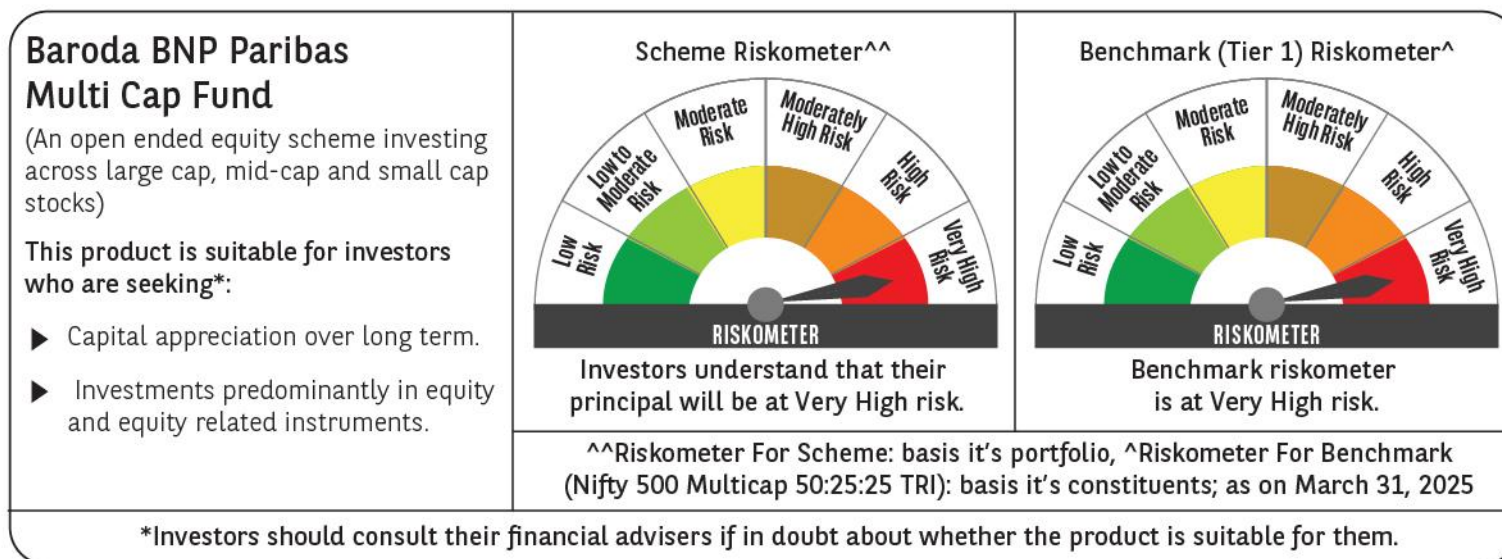 Baroda BNP Paribas
Multi Cap Fund
(An open ended equity scheme investing
across large cap, mid-cap and small cap
stocks)
This product is suitable for investors
who are seeking*:
▶ Capital appreciation over long term.
▶ Investments predominantly in equity
and equity related instruments.
Scheme Riskometer^^
Low
Risk
Low to
Moderate
Risk
Moderate
Risk
Moderately
High Risk
High
Risk
Very High
Risk
RISKOMETER
Investors understand that their
principal will be at Very High risk.
Benchmark (Tier 1) Riskometer^
Low
Risk
Low to
Moderate
Risk
Moderate
Risk
Moderately
High Risk
High
Risk
Very High
Risk
RISKOMETER
Benchmark riskometer
is at Very High risk.
^^Riskometer For Scheme: basis it’s portfolio, ^Riskometer For Benchmark
(Nifty 500 Multicap 50:25:25 TRI): basis it’s constituents; as on March 31, 2025
*Investors should consult their financial advisers if in doubt about whether the product is suitable for them.